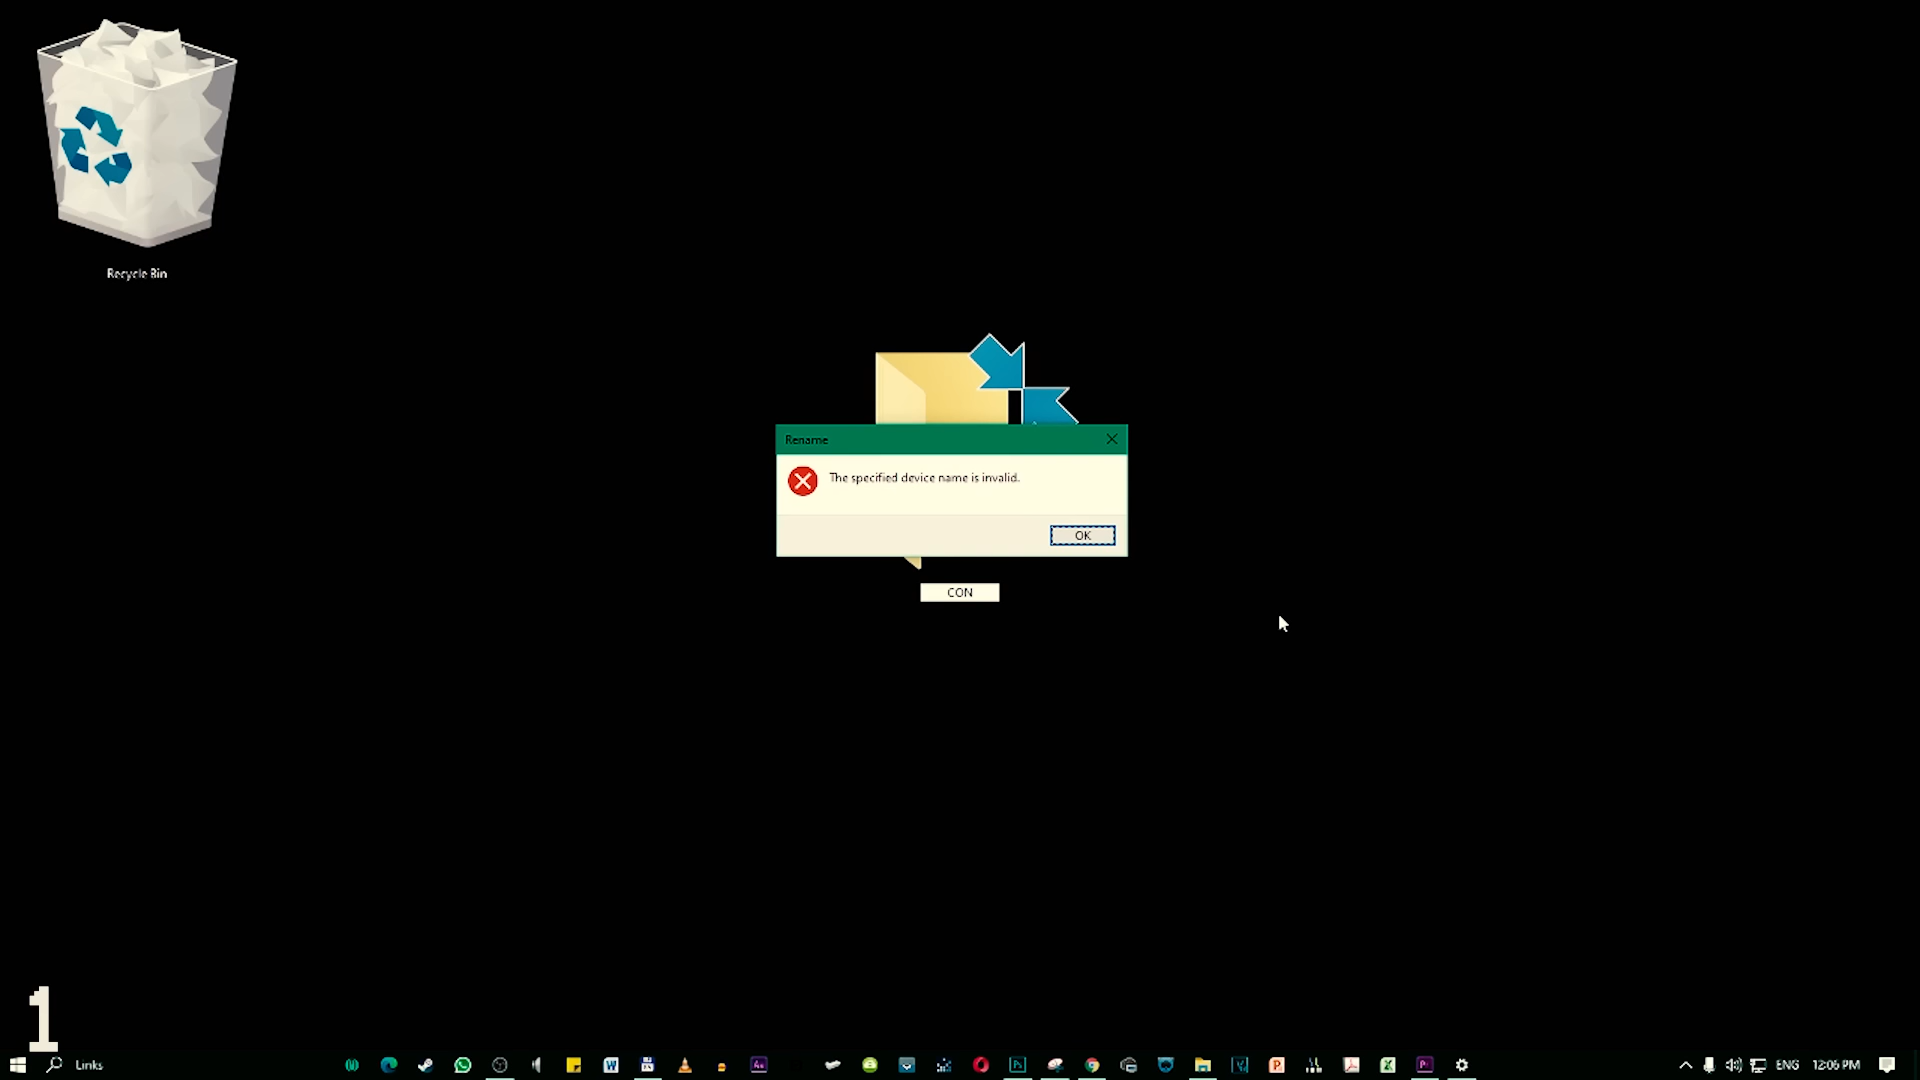 Recycle Bin
Rename
The specified device name is invalid.
OK
CON
1
Links
ENG
12:06 PM